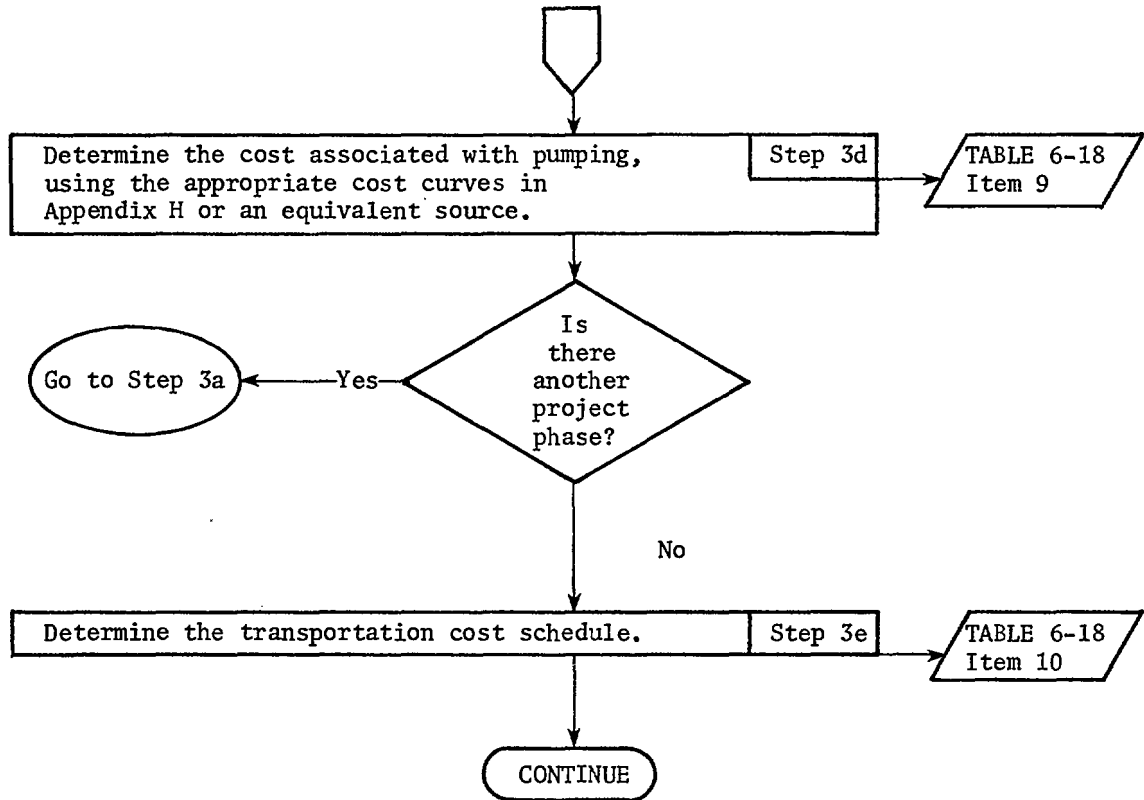 Determine the cost associated with pumping,
using the appropriate cost curves in
Appendix H or an equivalent source.
Step 3d
TABLE 6-18
Item 9
Is
there
another
project
phase?
Yes
Go to Step 3a
No
Determine the transportation cost schedule.
Step 3e
TABLE 6-18
Item 10
CONTINUE